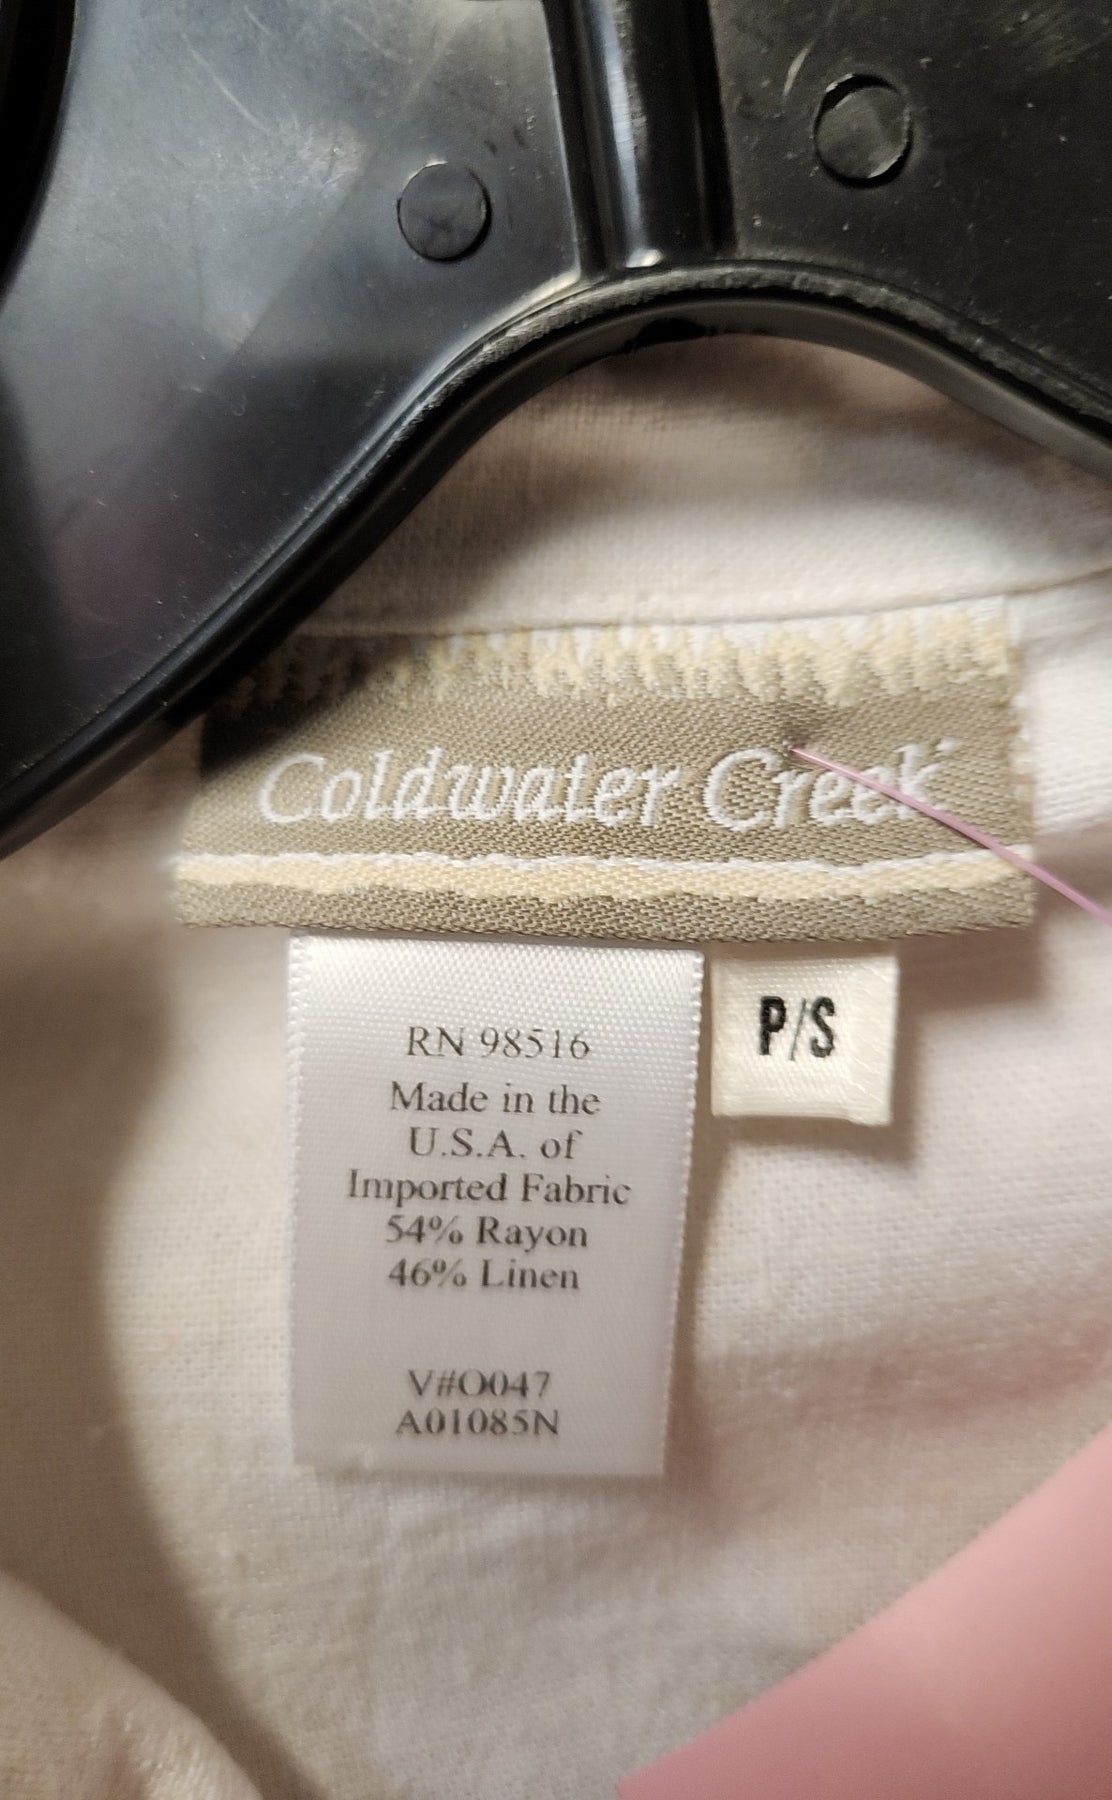 Coldwater Creek
P/S
RN 98516
Made in the
U.S.A. of
Imported Fabric
54% Rayon
46% Linen
V#O047
A01085N